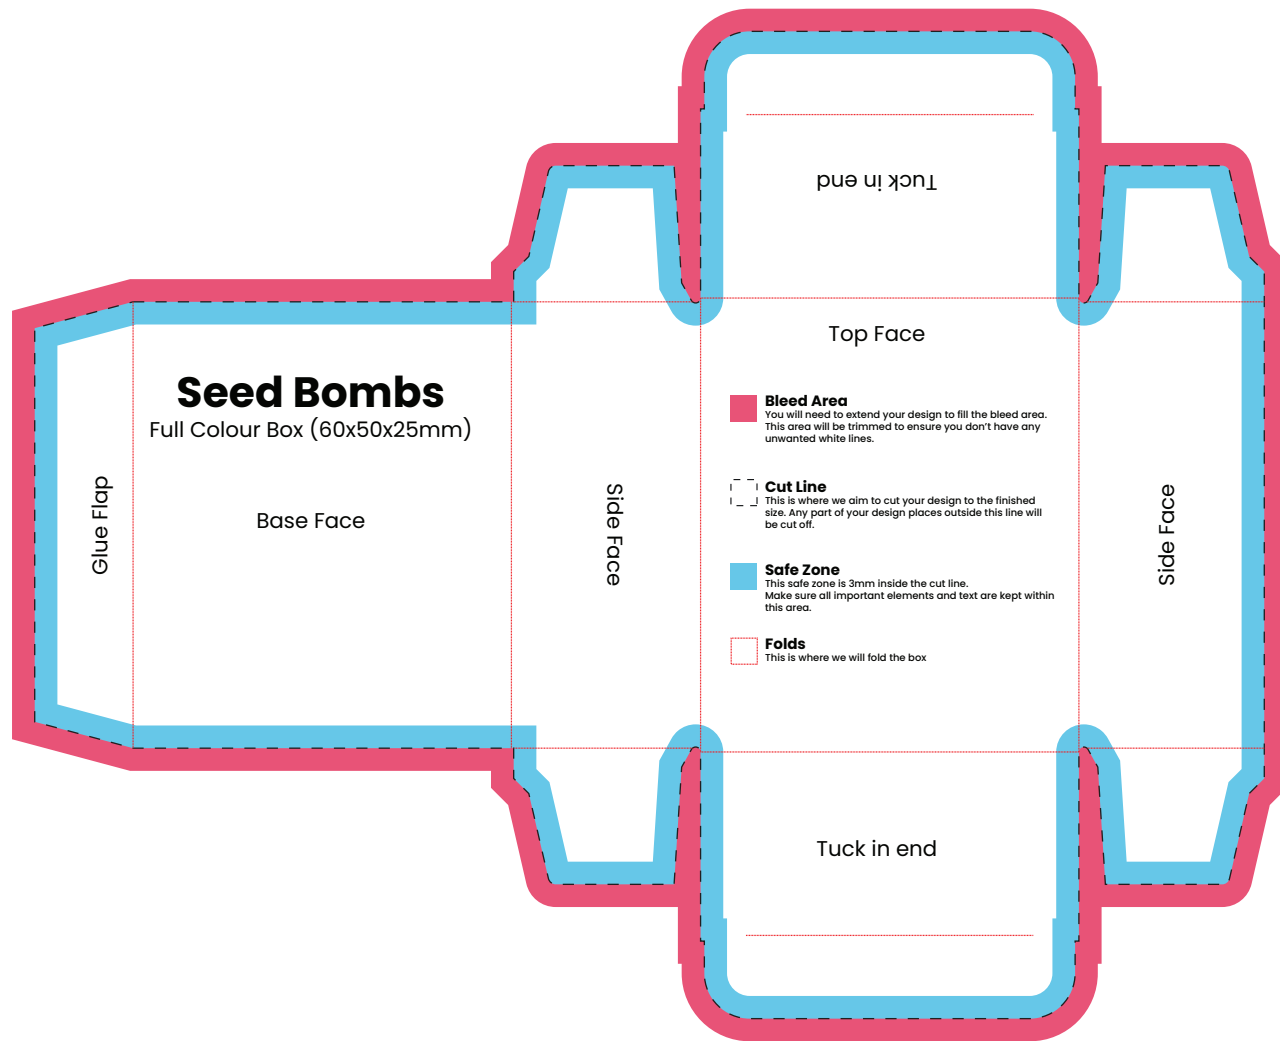 Tuck in end
Top Face
Seed Bombs
Full Colour Box (60x50x25mm)
Glue Flap
Base Face
Side Face
Bleed Area
You will need to extend your design to fill the bleed area.
This area will be trimmed to ensure you don't have any
unwanted white lines.
Cut Line
This is where we aim to cut your design to the finished
size. Any part of your design places outside this line will
be cut off.
Safe Zone
This safe zone is 3mm inside the cut line.
Make sure all important elements and text are kept within
this area.
Folds
This is where we will fold the box
Side Face
Tuck in end